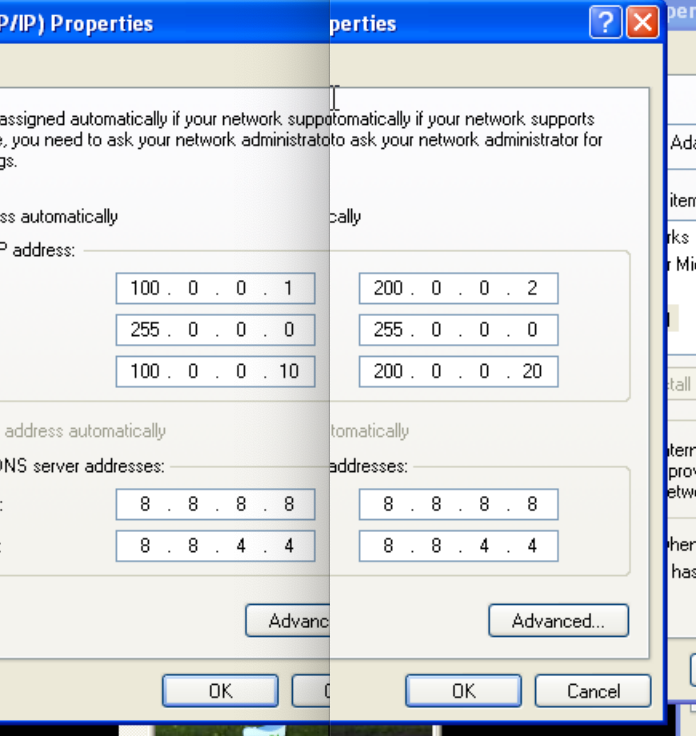 P/IP) Properties
perties
assigned automatically if your network suppo
tomatically if your network supports
, you need to ask your network administrato
to ask your network administrator for
gs.
ss automatically
cally
P address:
100 . 0 . 0 . 1
200 . 0 . 0 . 2
255 . 0 . 0 . 0
255 . 0 . 0 . 0
100 . 0 . 0 . 10
200 . 0 . 0 . 20
address automatically
tomatically
NS server addresses:
addresses:
8 . 8 . 8 . 8
8 . 8 . 8 . 8
8 . 8 . 4 . 4
8 . 8 . 4 . 4
Advanc
Advanced...
OK
OK
Cancel
per
Ada
item
rks
r Mic
tall
tern
prov
etwo
hen
has